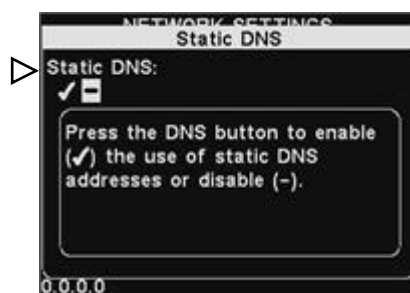 NETWORK SETTINGS
Static DNS
Static DNS:
✓ −
Press the DNS button to enable
(✓) the use of static DNS
addresses or disable (−).
0.0.0.0